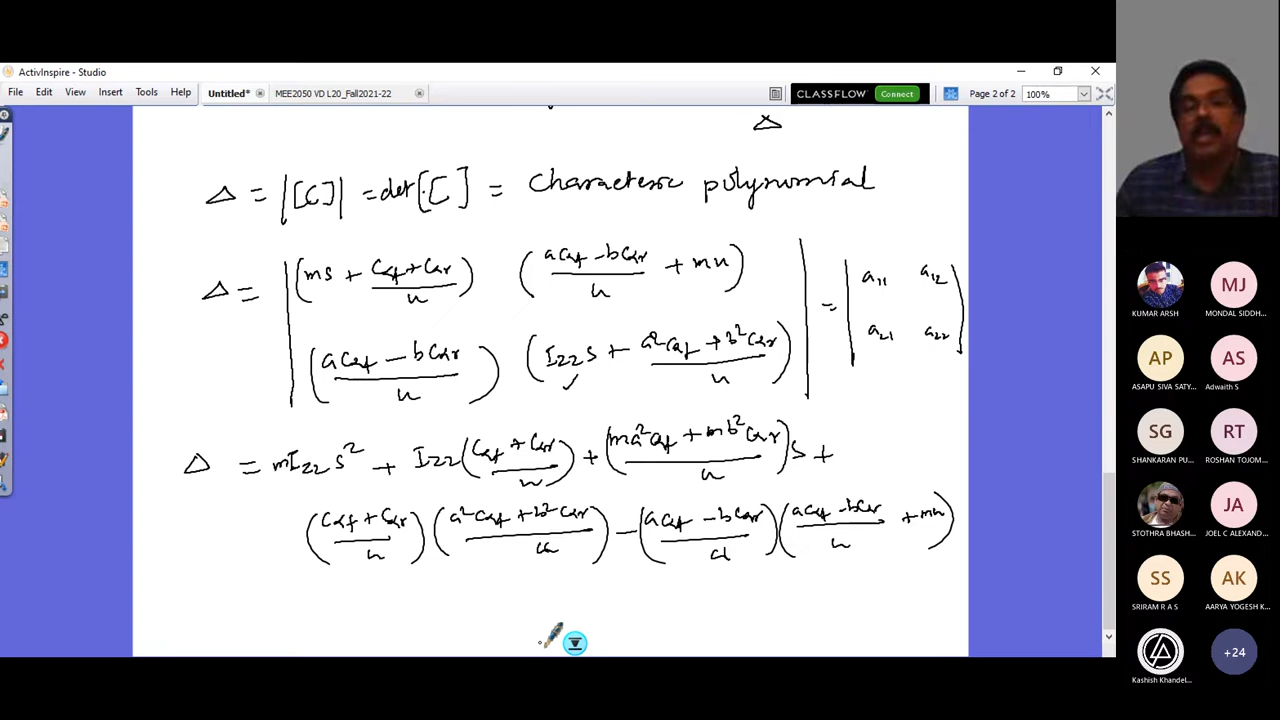 ActivInspire - Studio
File Edit View Insert Tools Help Untitled* MEE2050 VD L20_Fall2021-22 CLASSFLOW Connect Page 2 of 2 100%
Δ
Δ = |[C]| = det[C] = characteristic polynomial
Δ = | (ms + (Cαf + Cαr)/u) ((aCαf - bCαr)/u + mu) | = | a11 a12 |
| ((aCαf - bCαr)/u) (Izz s + (a²Cαf + b²Cαr)/u) | | a21 a22 |
Δ = mIzz s² + Izz((Cαf + Cαr)/u) + ((ma²Cαf + mb²Cαr)/u)s +
((Cαf + Cαr)/u) ((a²Cαf + b²Cαr)/u) - ((aCαf - bCαr)/u) ((aCαf - bCαr)/u + mu)
KUMAR ARSH
MJ
MONDAL SIDDH...
AP
ASAPU SIVA SATY...
AS
Adwaith S
SG
SHANKARAN PU...
RT
ROSHAN TOJOM...
STOTHRA BHASH...
JA
JOEL C ALEXAND...
SS
SRIRAM R A S
AK
AARYA YOGESH K...
Kashish Khandel...
+24